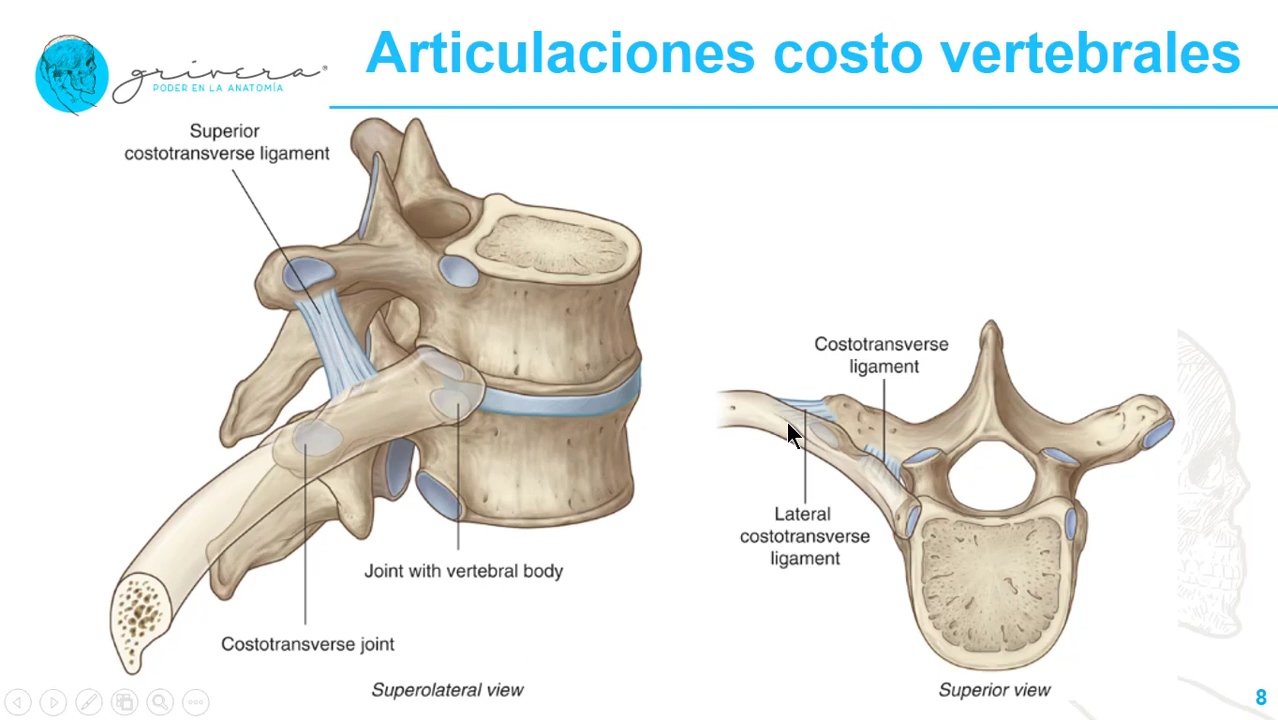 Articulaciones costo vertebrales
grivera®
PODER EN LA ANATOMÍA
Superior
costotransverse ligament
Costotransverse
ligament
Lateral
costotransverse
ligament
Joint with vertebral body
Costotransverse joint
Superolateral view
Superior view
8